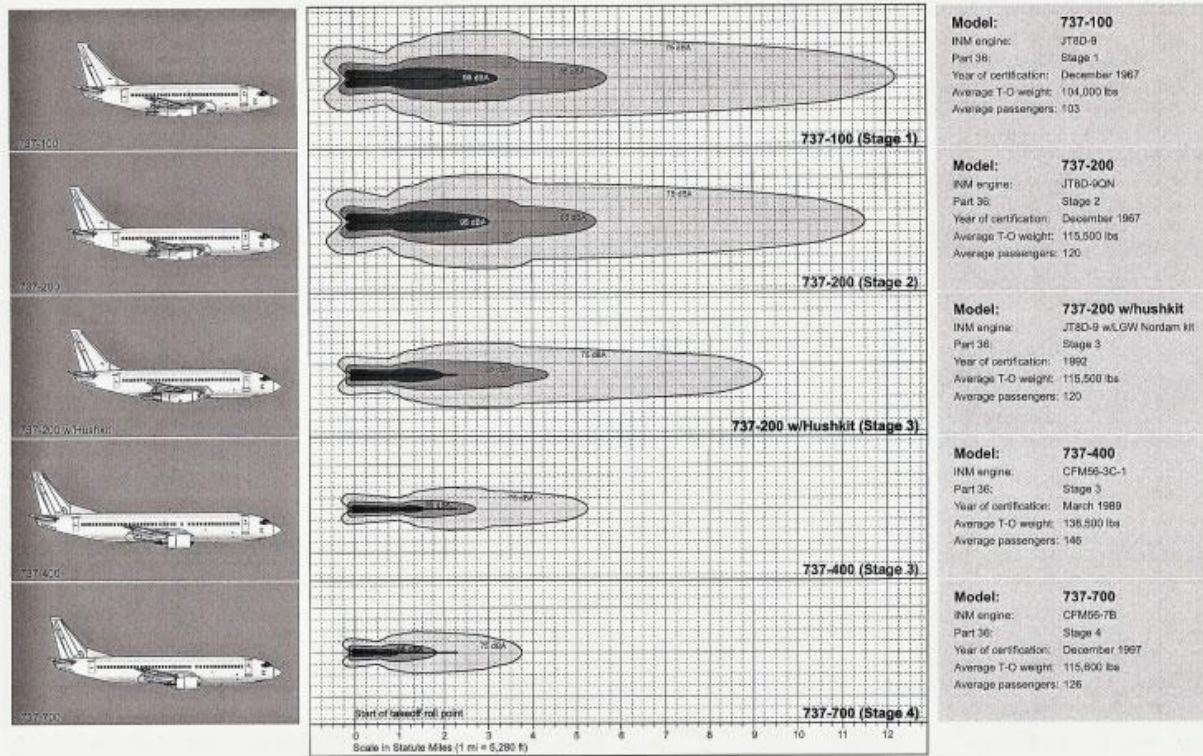 737-100
75 dBA
85 dBA
95 dBA
737-100 (Stage 1)
Model: 737-100
INM engine: JT8D-9
Part 36: Stage 1
Year of certification: December 1967
Average T-O weight: 104,000 lbs
Average passengers: 103
737-200
75 dBA
85 dBA
95 dBA
737-200 (Stage 2)
Model: 737-200
INM engine: JT8D-9QN
Part 36: Stage 2
Year of certification: December 1967
Average T-O weight: 115,500 lbs
Average passengers: 120
737-200 w/Hushkit
75 dBA
85 dBA
737-200 w/Hushkit (Stage 3)
Model: 737-200 w/hushkit
INM engine: JT8D-9 w/LGW Nordam kit
Part 36: Stage 3
Year of certification: 1992
Average T-O weight: 115,500 lbs
Average passengers: 120
737-400
75 dBA
737-400 (Stage 3)
Model: 737-400
INM engine: CFM56-3C-1
Part 36: Stage 3
Year of certification: March 1989
Average T-O weight: 138,500 lbs
Average passengers: 146
737-700
75 dBA
Start of takeoff roll point
737-700 (Stage 4)
Model: 737-700
INM engine: CFM56-7B
Part 36: Stage 4
Year of certification: December 1997
Average T-O weight: 115,600 lbs
Average passengers: 126
0 1 2 3 4 5 6 7 8 9 10 11 12
Scale in Statute Miles (1 mi = 5,280 ft)